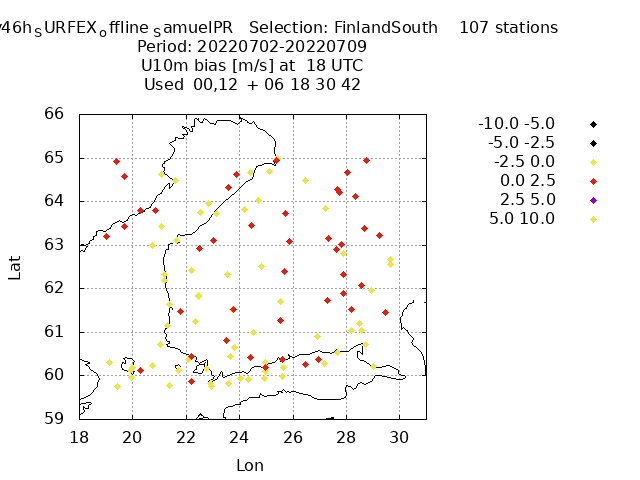 v46h_SURFEX_offline_SamuelPR Selection: FinlandSouth 107 stations
Period: 20220702-20220709
U10m bias [m/s] at 18 UTC
Used 00,12 + 06 18 30 42
-10.0 -5.0
-5.0 -2.5
-2.5 0.0
0.0 2.5
2.5 5.0
5.0 10.0
66
65
64
63
62
61
60
59
Lat
18 20 22 24 26 28 30
Lon